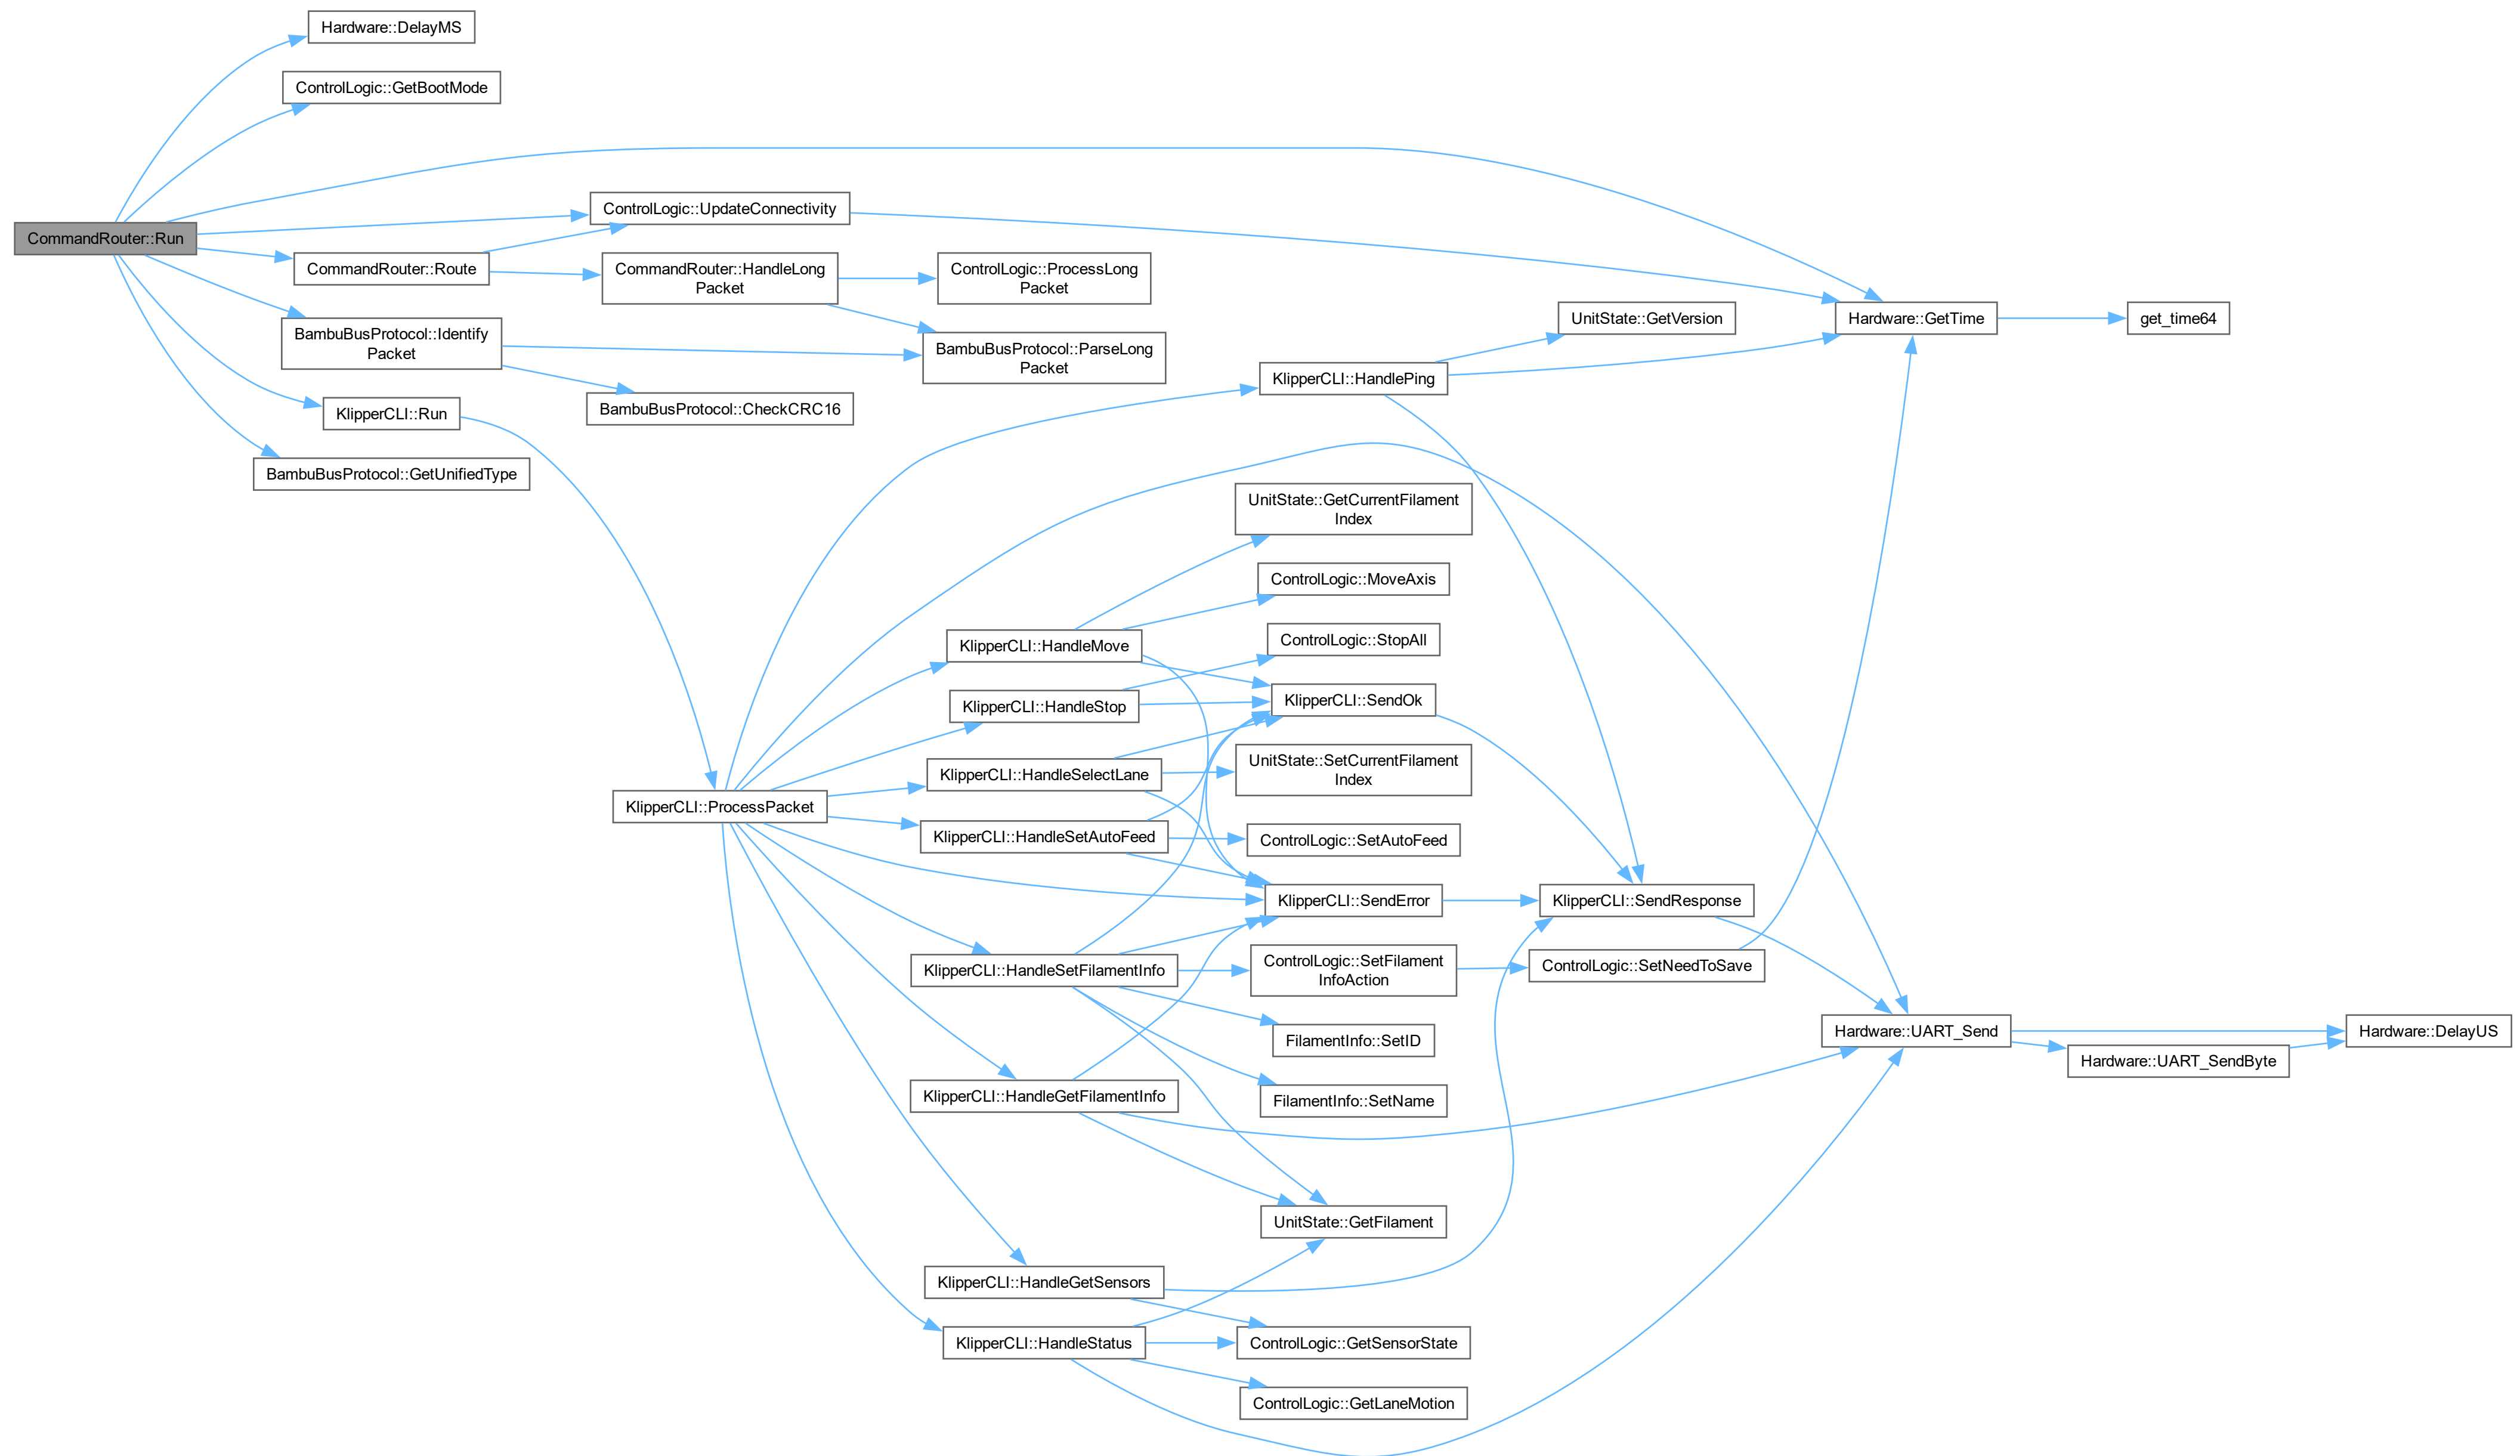 Hardware::DelayMS
ControlLogic::GetBootMode
CommandRouter::Run
ControlLogic::UpdateConnectivity
CommandRouter::Route
CommandRouter::HandleLong
Packet
ControlLogic::ProcessLong
Packet
BambuBusProtocol::Identify
Packet
BambuBusProtocol::ParseLong
Packet
BambuBusProtocol::CheckCRC16
KlipperCLI::Run
BambuBusProtocol::GetUnifiedType
UnitState::GetVersion
Hardware::GetTime
get_time64
KlipperCLI::HandlePing
UnitState::GetCurrentFilament
Index
ControlLogic::MoveAxis
KlipperCLI::HandleMove
ControlLogic::StopAll
KlipperCLI::HandleStop
KlipperCLI::SendOk
KlipperCLI::HandleSelectLane
UnitState::SetCurrentFilament
Index
KlipperCLI::ProcessPacket
KlipperCLI::HandleSetAutoFeed
ControlLogic::SetAutoFeed
KlipperCLI::SendError
KlipperCLI::SendResponse
KlipperCLI::HandleSetFilamentInfo
ControlLogic::SetFilament
InfoAction
ControlLogic::SetNeedToSave
FilamentInfo::SetID
Hardware::UART_Send
Hardware::DelayUS
Hardware::UART_SendByte
KlipperCLI::HandleGetFilamentInfo
FilamentInfo::SetName
UnitState::GetFilament
KlipperCLI::HandleGetSensors
KlipperCLI::HandleStatus
ControlLogic::GetSensorState
ControlLogic::GetLaneMotion